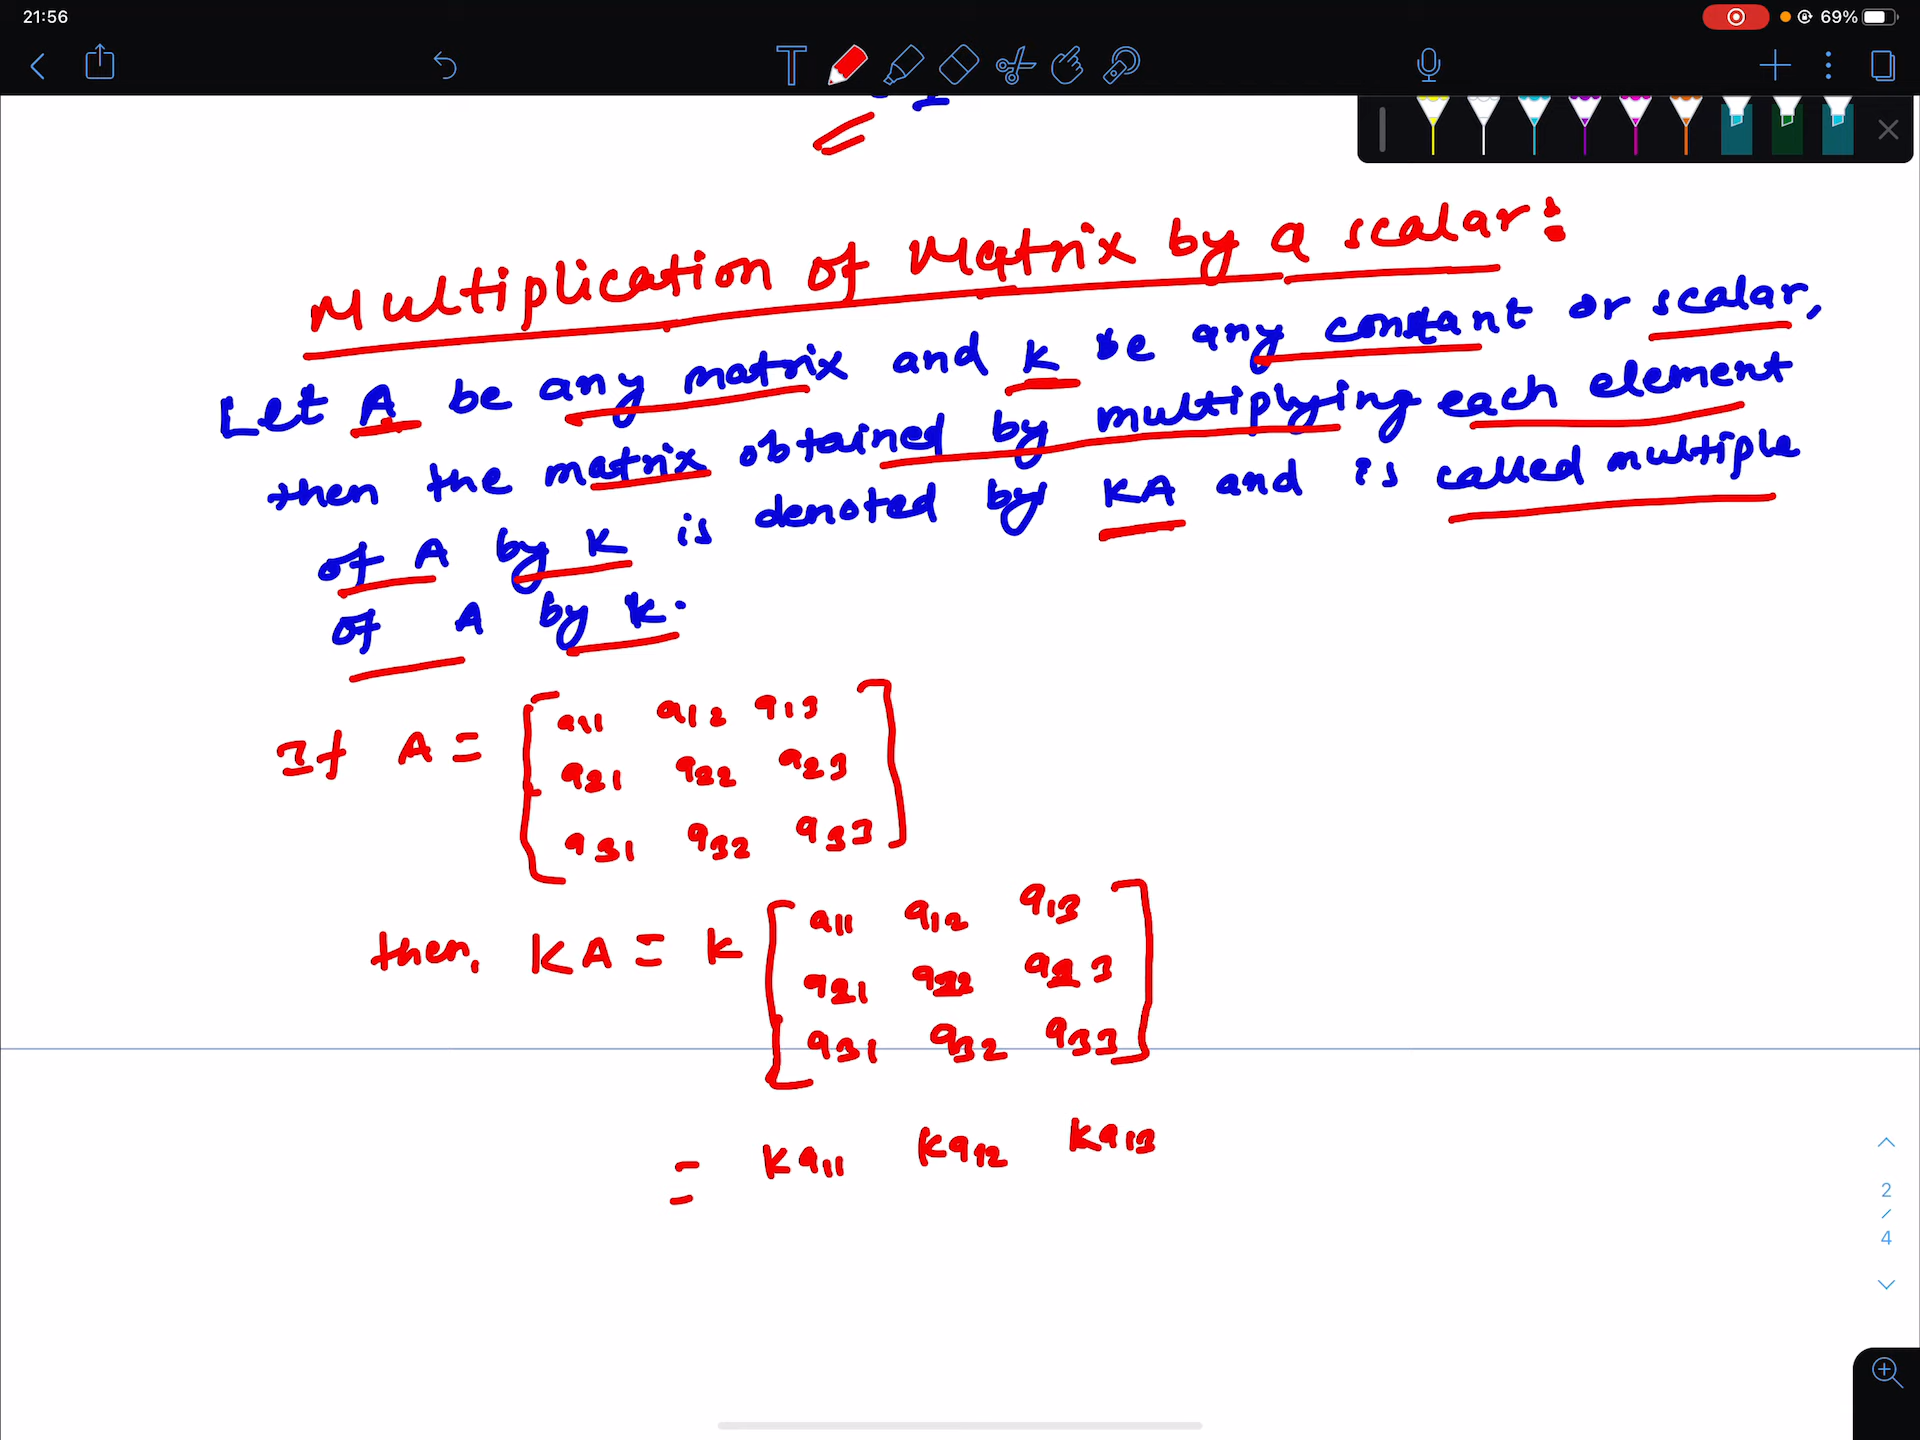 21:56
69%
Multiplication of Matrix by a scalar:
Let A be any matrix and k be any constant or scalar,
then the matrix obtained by multiplying each element
of A by K is denoted by KA and is called multiple
of A by k.
If A = [a11 a12 a13
a21 a22 a23
a31 a32 a33]
then, KA = K [a11 a12 a13
a21 a22 a23
a31 a32 a33]
= Ka11 Ka12 Ka13
2
/
4